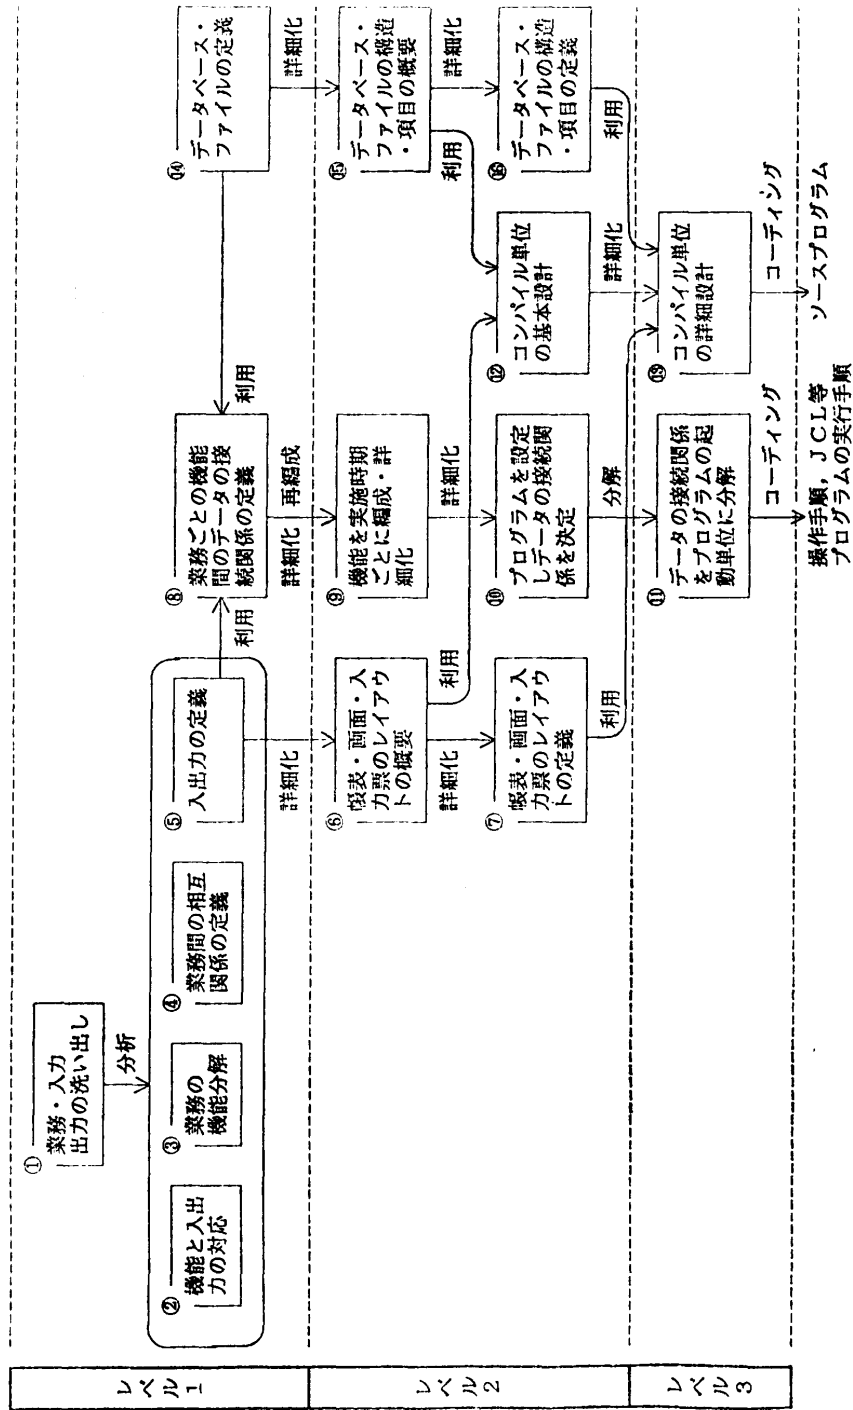 レベル1
①
業務・入力
出力の洗い出し
分析
②
機能と入出
力の対応
③
業務の
機能分解
④
業務間の相互
関係の定義
⑤
入出力の定義
利用
⑧
業務ごとの機能
間のデータの接
続関係の定義
利用
⑭
データベース・
ファイルの定義
詳細化
詳細化 再編成
詳細化
レベル2
⑥
帳表・画面・入
力票のレイアウ
トの概要
⑨
機能を実施時期
ごとに編成・詳
細化
⑮
データベース・
ファイルの構造
・項目の概要
詳細化
利用
詳細化
利用
詳細化
⑦
帳表・画面・入
力票のレイアウ
トの定義
⑩
プログラムを設定
しデータの接続関
係を決定
⑫
コンパイル単位
の基本設計
⑯
データベース・
ファイルの構造
・項目の定義
利用
分解
詳細化
利用
レベル3
⑪
データの接続関係
をプログラムの起
動単位に分解
⑬
コンパイル単位
の詳細設計
コーディング
コーディング
操作手順,JCL等
プログラムの実行手順
ソースプログラム